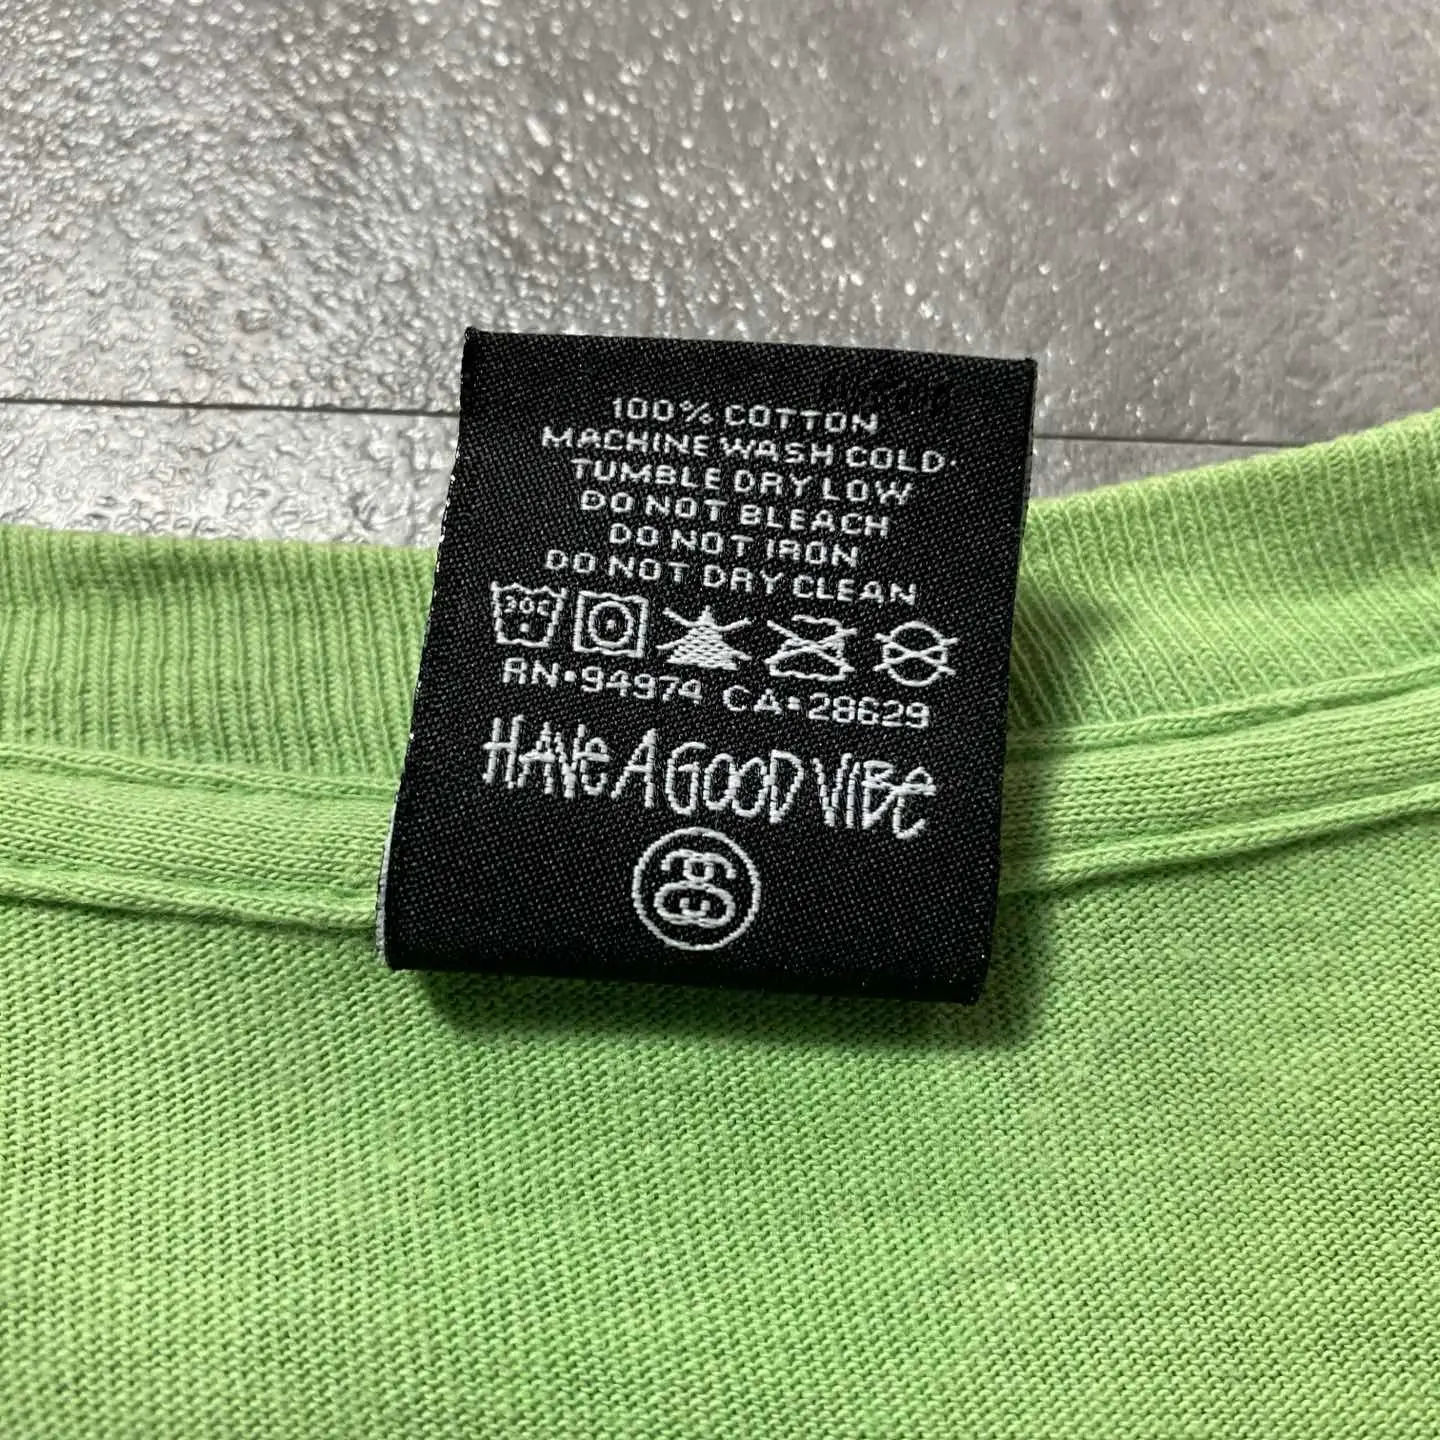 100% COTTON
MACHINE WASH COLD·
TUMBLE DRY LOW
DO NOT BLEACH
DO NOT IRON
DO NOT DRY CLEAN
30C
RN•94974 CA•28629
HAVE A GOOD VIBE